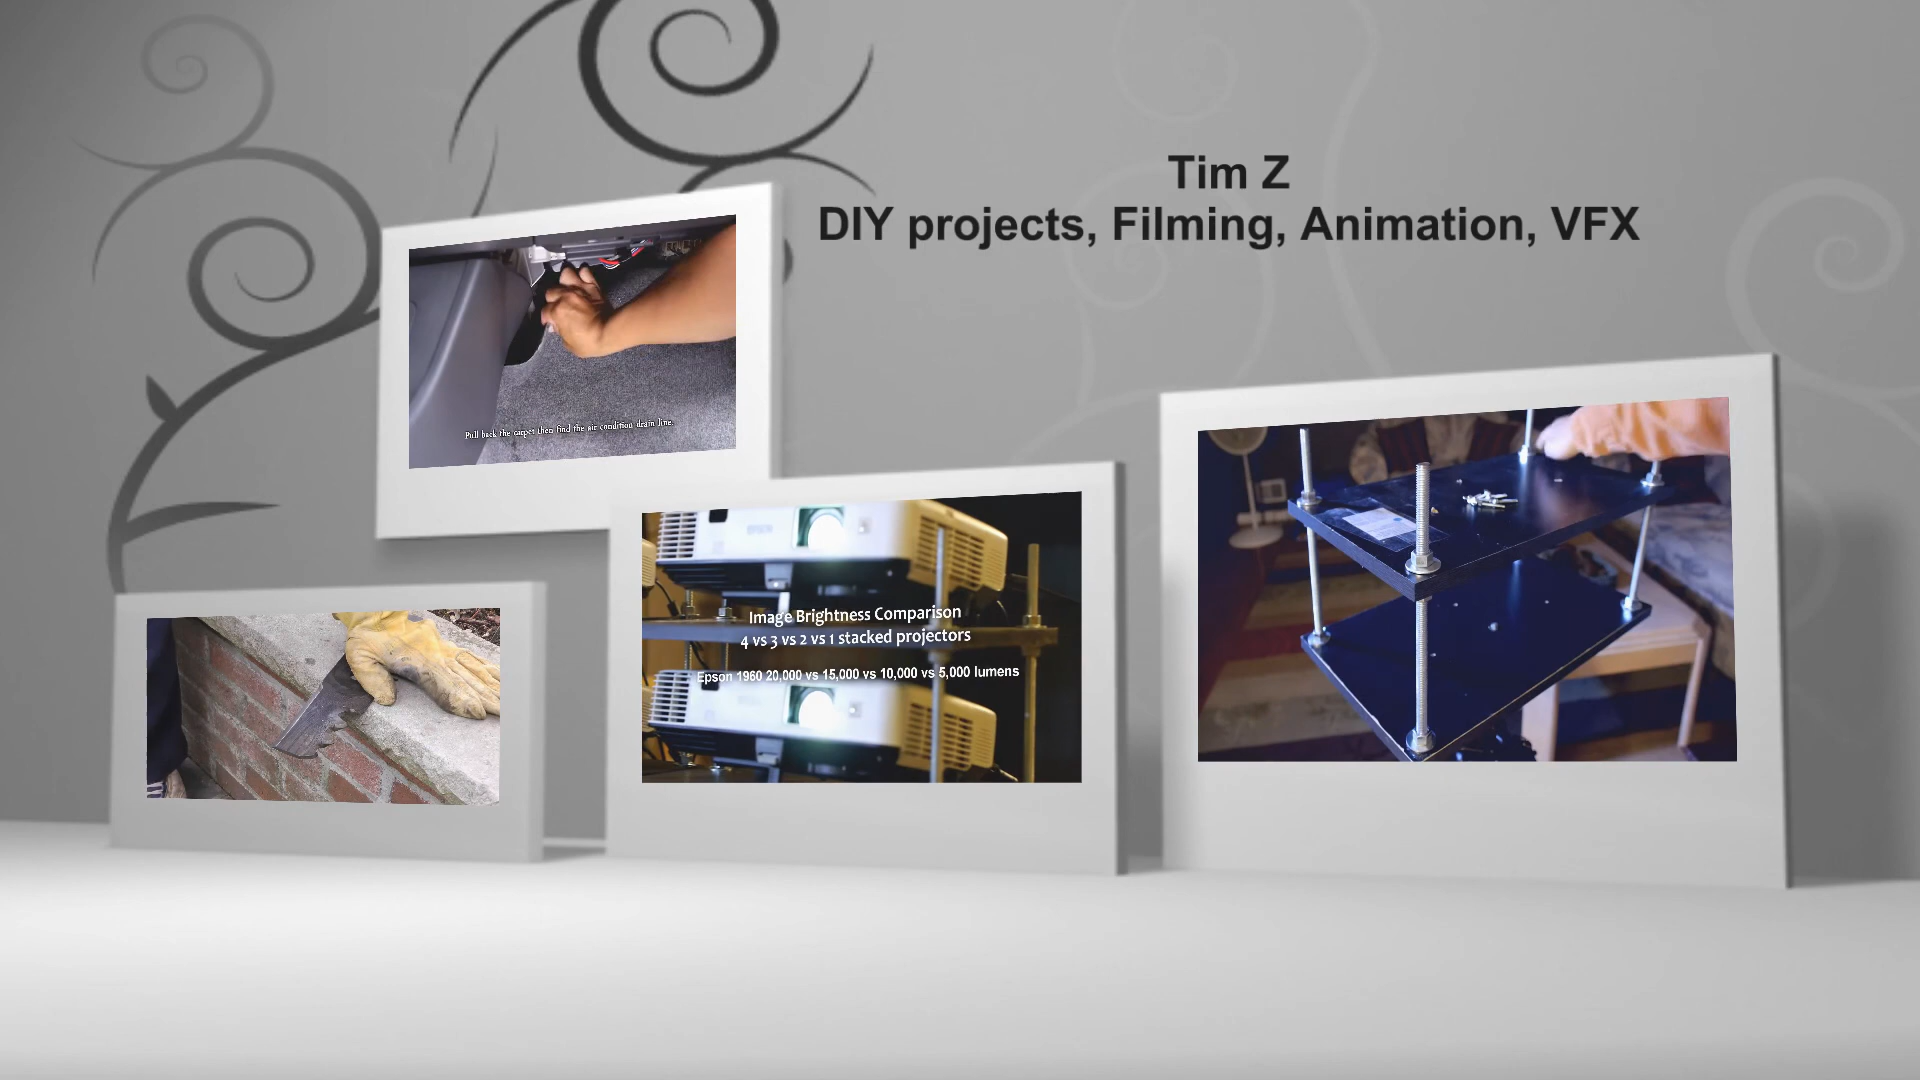 Tim Z
DIY projects, Filming, Animation, VFX
Pull back the carpet then find the air condition drain line.
Image Brightness Comparison
4 vs 3 vs 2 vs 1 stacked projectors
Epson 1960 20,000 vs 15,000 vs 10,000 vs 5,000 lumens